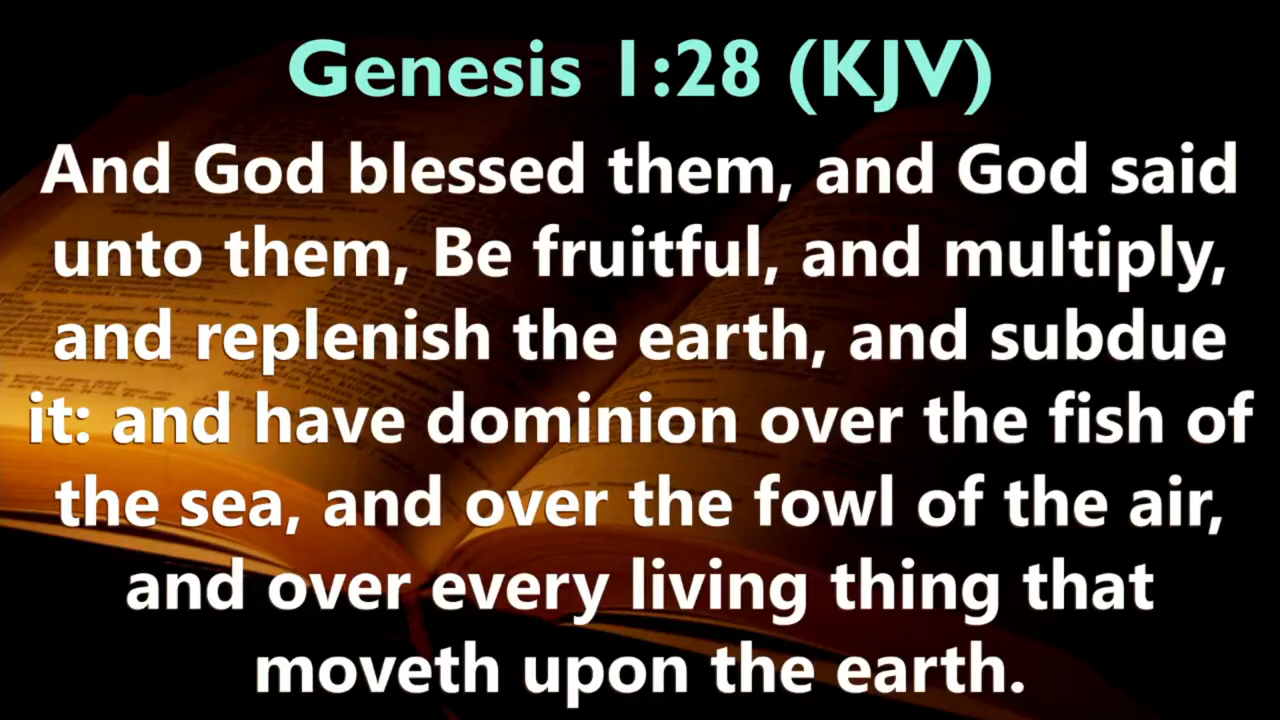 Genesis 1:28 (KJV)
And God blessed them, and God said
unto them, Be fruitful, and multiply,
and replenish the earth, and subdue
it: and have dominion over the fish of
the sea, and over the fowl of the air,
and over every living thing that
moveth upon the earth.